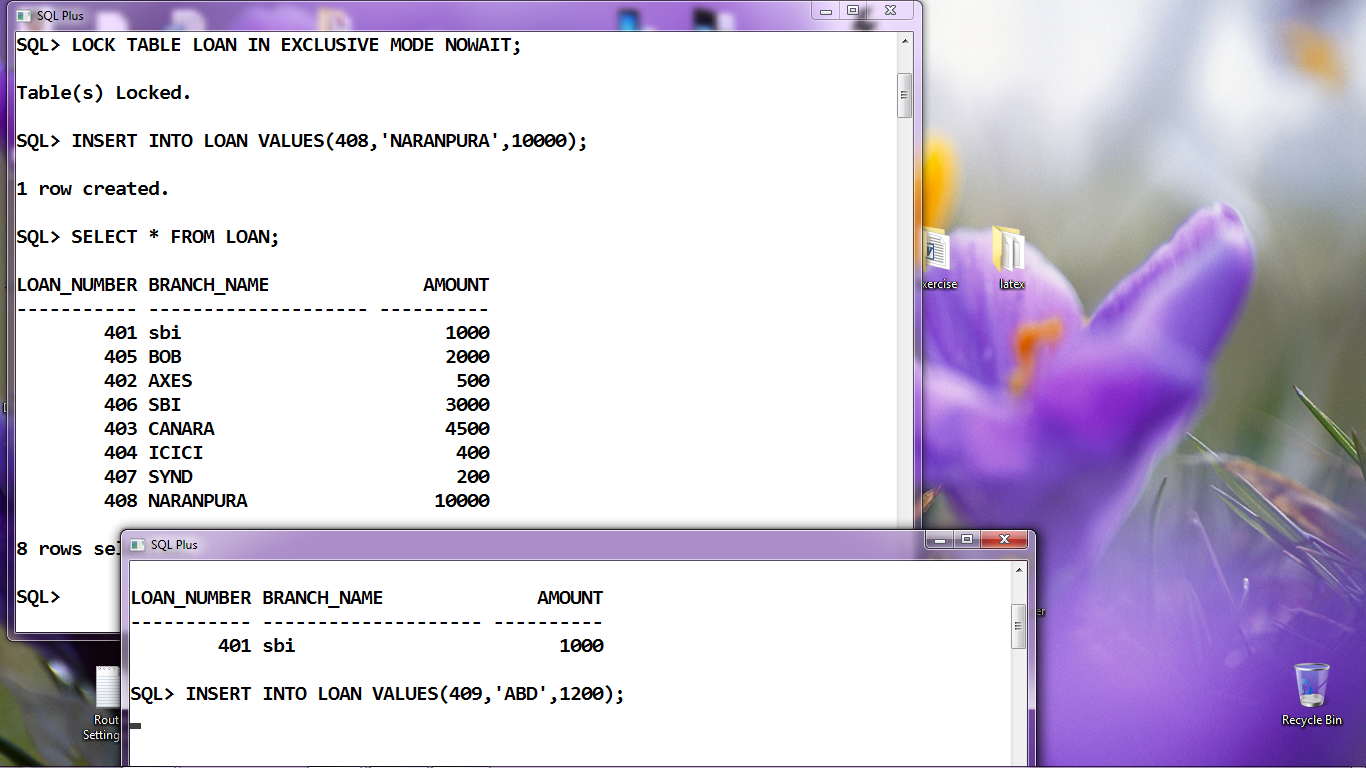 SQL Plus
SQL> LOCK TABLE LOAN IN EXCLUSIVE MODE NOWAIT;
Table(s) Locked.
SQL> INSERT INTO LOAN VALUES(408,'NARANPURA',10000);
1 row created.
SQL> SELECT * FROM LOAN;
LOAN_NUMBER BRANCH_NAME AMOUNT
----------- -------------------- ----------
401 sbi 1000
405 BOB 2000
402 AXES 500
406 SBI 3000
403 CANARA 4500
404 ICICI 400
407 SYND 200
408 NARANPURA 10000
8 rows sel
SQL>
SQL Plus
LOAN_NUMBER BRANCH_NAME AMOUNT
----------- -------------------- ----------
401 sbi 1000
SQL> INSERT INTO LOAN VALUES(409,'ABD',1200);
xercise
latex
Rout
Setting
Recycle Bin